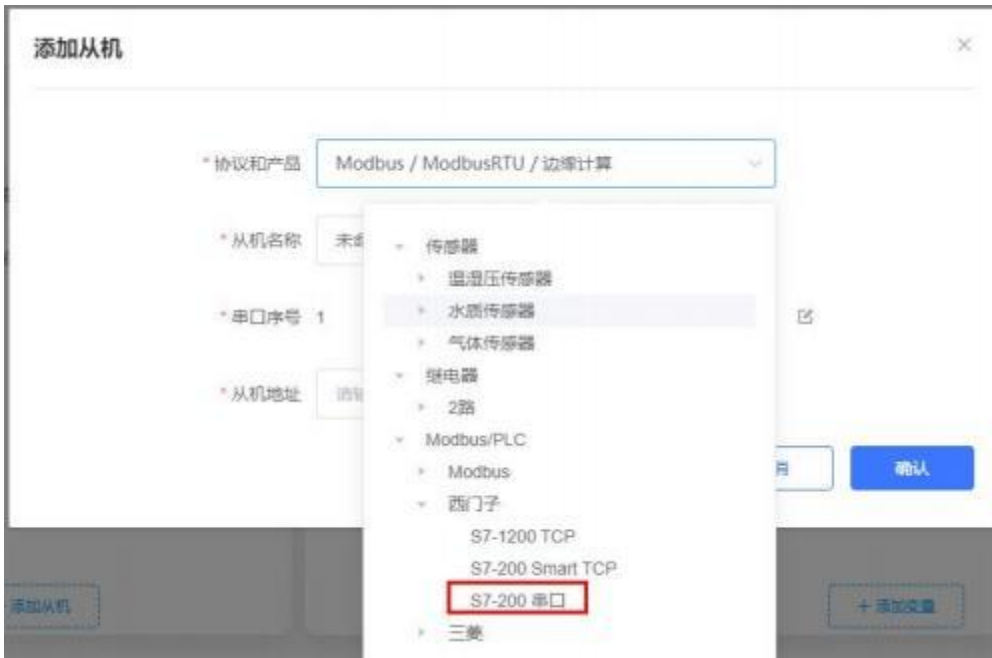 添加从机
*协议和产品 Modbus / ModbusRTU / 边缘计算
*从机名称
传感器
温湿压传感器
*串口序号 1
水质传感器
气体传感器
继电器
*从机地址
2路
Modbus/PLC
Modbus
确认
西门子
S7-1200 TCP
S7-200 Smart TCP
添加从机
S7-200 串口
+ 添加变量
三菱